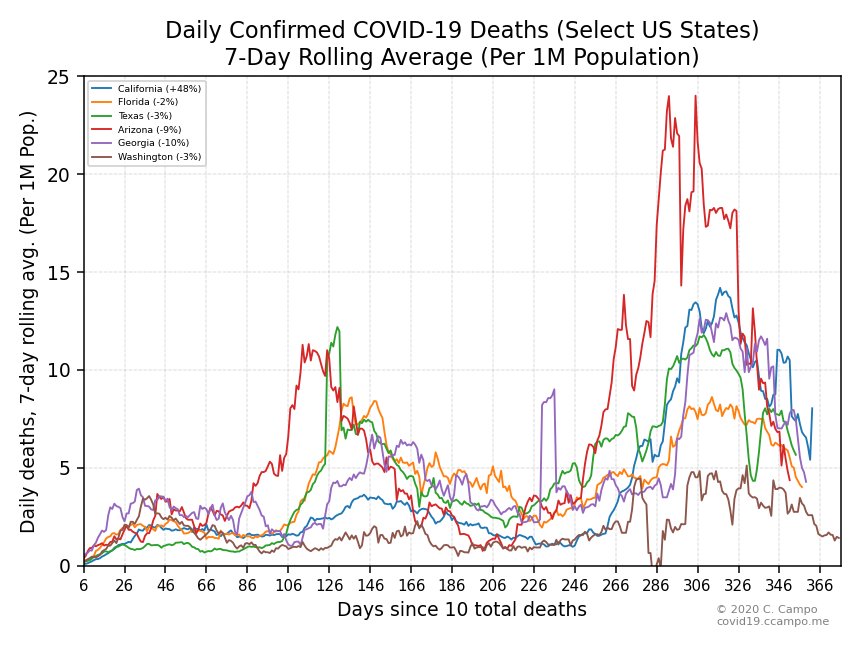 Daily Confirmed COVID-19 Deaths (Select US States)
7-Day Rolling Average (Per 1M Population)
Daily deaths, 7-day rolling avg. (Per 1M Pop.)
25
20
15
10
5
0
California (+48%)
Florida (-2%)
Texas (-3%)
Arizona (-9%)
Georgia (-10%)
Washington (-3%)
6 26 46 66 86 106 126 146 166 186 206 226 246 266 286 306 326 346 366
Days since 10 total deaths
© 2020 C. Campo
covid19.ccampo.me